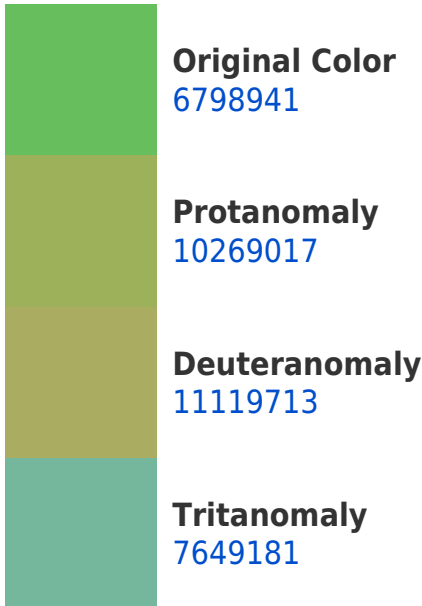 Original Color
6798941
Protanomaly
10269017
Deuteranomaly
11119713
Tritanomaly
7649181